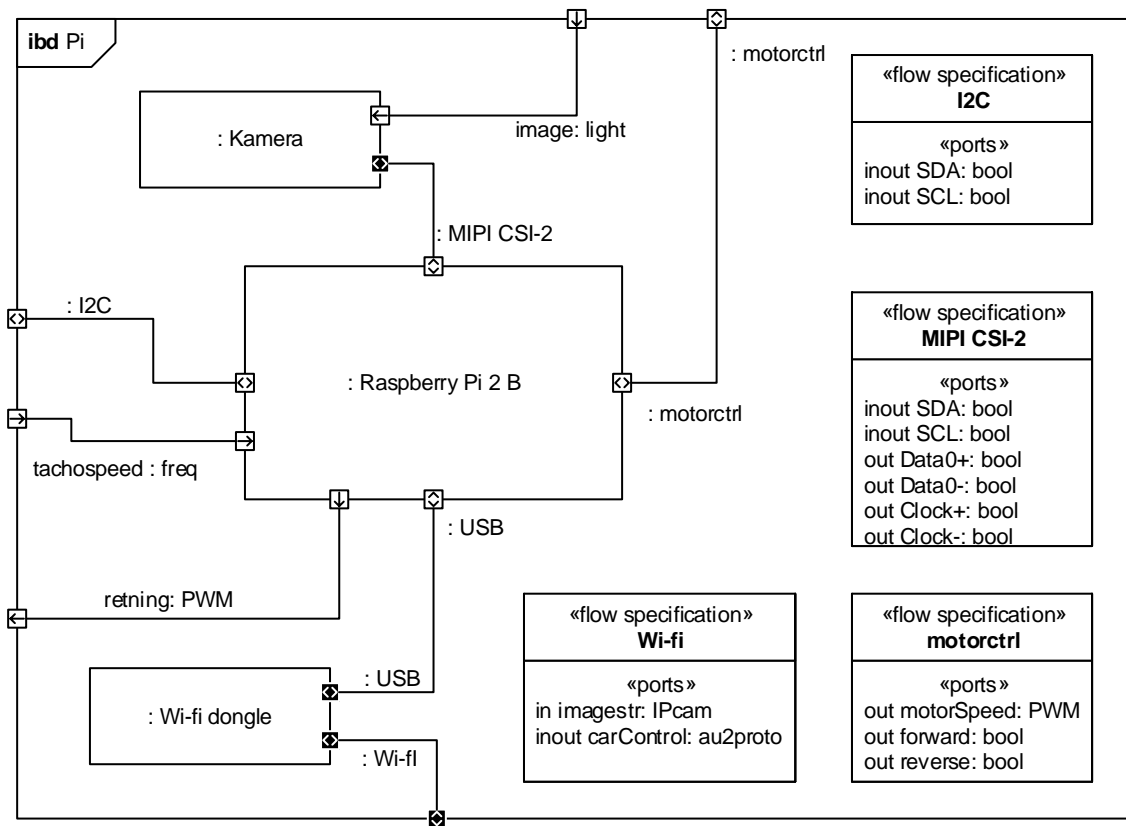 ibd Pi
: motorctrl
image: light
: Kamera
: MIPI CSI-2
: I2C
: Raspberry Pi 2 B
: motorctrl
tachospeed : freq
: USB
retning: PWM
: USB
: Wi-fi dongle
: Wi-fI
«flow specification»
I2C
«ports»
inout SDA: bool
inout SCL: bool
«flow specification»
MIPI CSI-2
«ports»
inout SDA: bool
inout SCL: bool
out Data0+: bool
out Data0-: bool
out Clock+: bool
out Clock-: bool
«flow specification»
Wi-fi
«ports»
in imagestr: IPcam
inout carControl: au2proto
«flow specification»
motorctrl
«ports»
out motorSpeed: PWM
out forward: bool
out reverse: bool